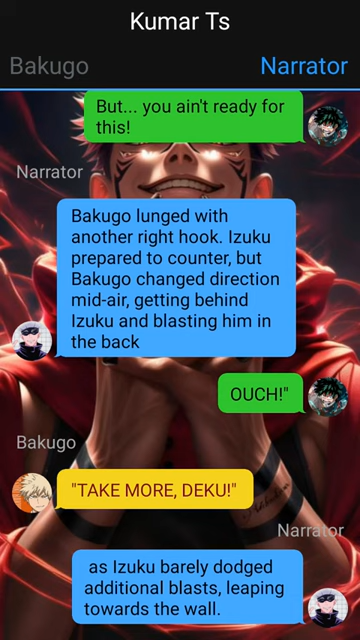 Kumar Ts
Bakugo
Narrator
But... you ain't ready for
this!
Narrator
Bakugo lunged with
another right hook. Izuku
prepared to counter, but
Bakugo changed direction
mid-air, getting behind
Izuku and blasting him in
the back
OUCH!"
Bakugo
"TAKE MORE, DEKU!"
Narrator
as Izuku barely dodged
additional blasts, leaping
towards the wall.